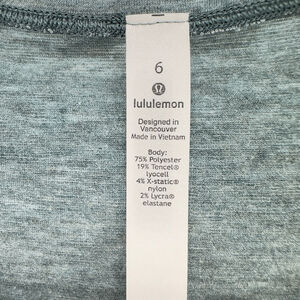 6
lululemon
Designed in
Vancouver
Made in Vietnam
Body:
75% Polyester
19% Tencel®
lyocell
4% X-static®
nylon
2% Lycra®
elastane